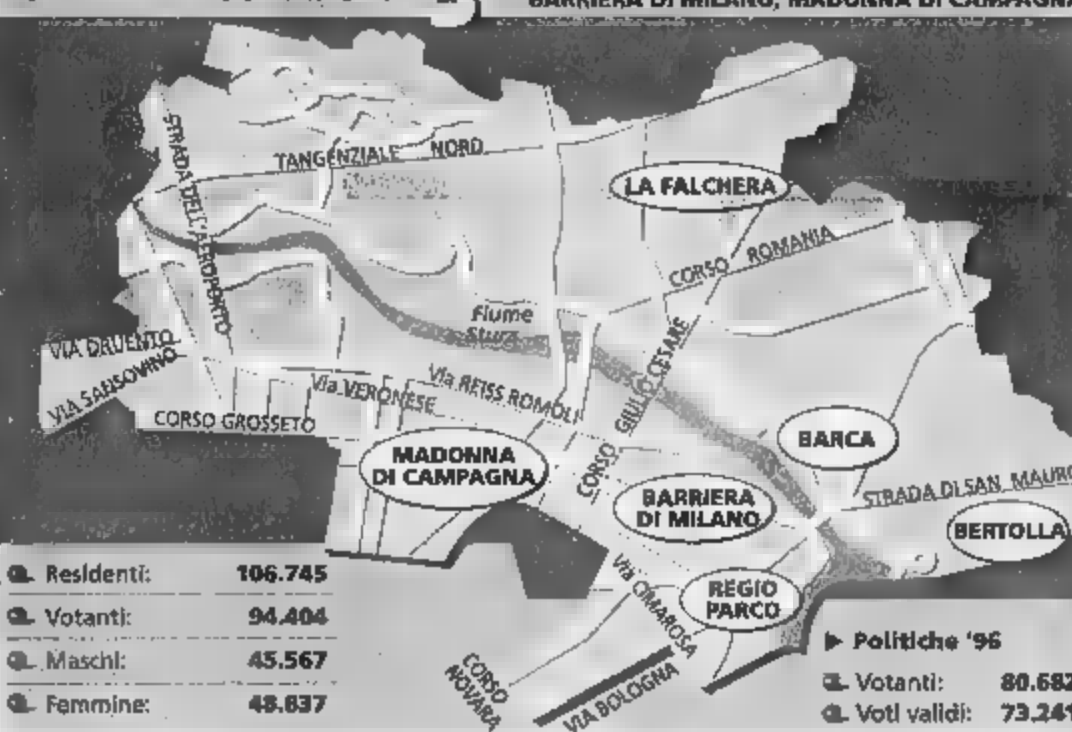 BARRIERA DI MILANO, MADONNA DI CAMPAGNA
STRADA DELL'AEROPORTO
TANGENZIALE NORD
LA FALCHERA
CORSO ROMANIA
Fiume
Stura
VIA DRUENTO
VIA SANSOVINO
CORSO GROSSETO
Via VERONESE
Via REISS ROMOLI
CORSO GIULIO CESARE
MADONNA
DI CAMPAGNA
BARCA
BARRIERA
DI MILANO
STRADA DI SAN MAURO
BERTOLLA
REGIO
PARCO
Via CIMAROSA
CORSO
NOVARA
VIA BOLOGNA
Residenti: 106.745
Votanti: 94.404
Maschi: 45.567
Femmine: 48.837
Politiche '96
Votanti: 80.682
Voti validi: 73.241